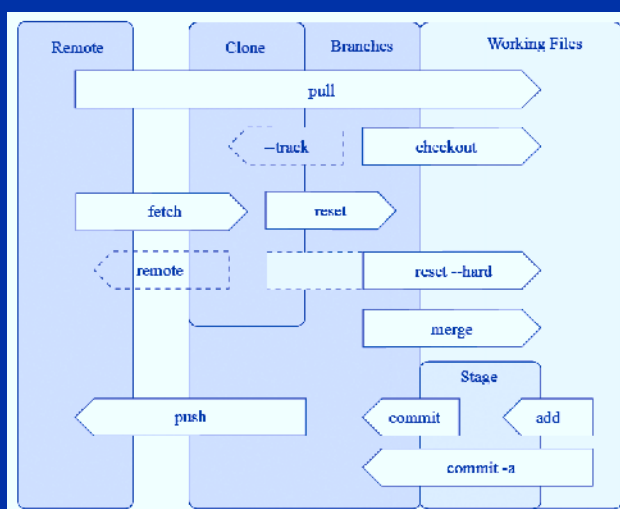 Remote
Clone
Branches
Working Files
pull
--track
checkout
fetch
reset
remote
reset --hard
merge
Stage
push
commit
add
commit -a